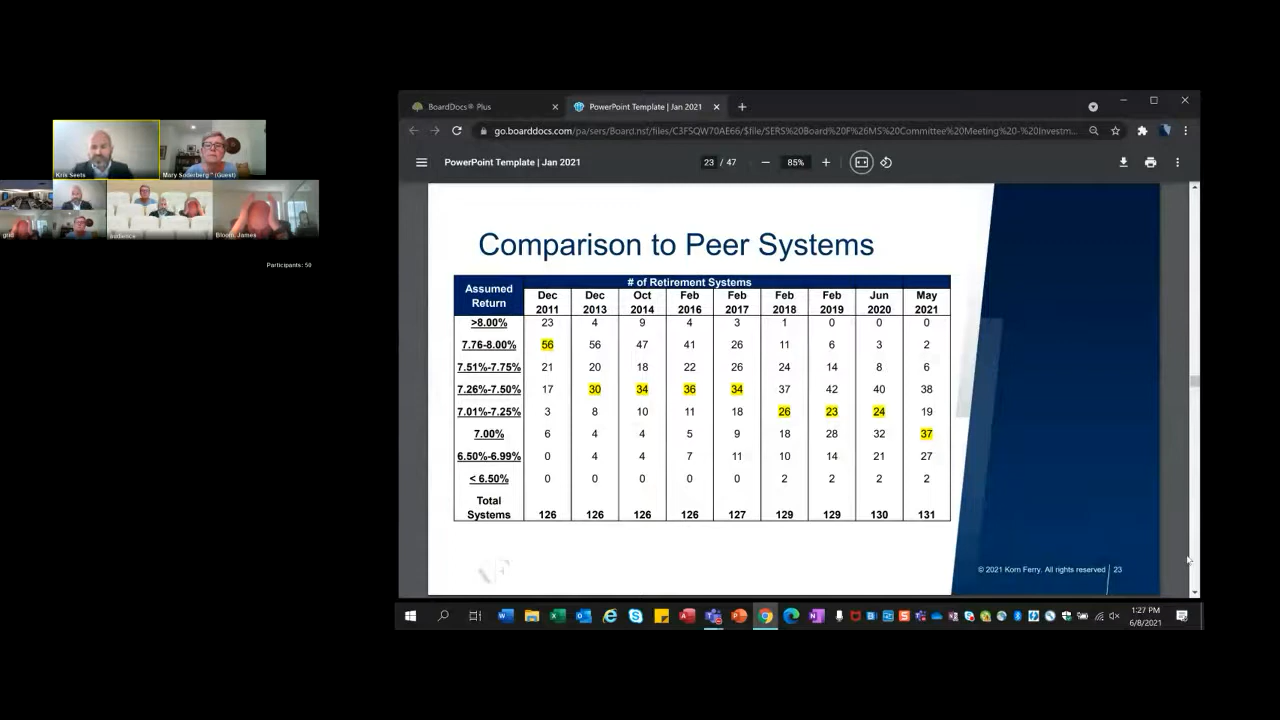 Kris Seets
Mary Soderberg * (Guest)
Audience
Bloom, James
Participants: 50
BoardDocs® Plus
PowerPoint Template | Jan 2021
go.boarddocs.com/pa/sers/Board.nsf/files/C3FSQW70AE66/$file/SERS%20Board%20F%26MS%20Committee%20Meeting%20-%20Investm...
PowerPoint Template | Jan 2021
23 / 47
85%
Comparison to Peer Systems
Assumed Return
# of Retirement Systems
Dec 2011 Dec 2013 Oct 2014 Feb 2016 Feb 2017 Feb 2018 Feb 2019 Jun 2020 May 2021
>8.00% 23 4 9 4 3 1 0 0 0
7.76-8.00% 56 56 47 41 26 11 6 3 2
7.51%-7.75% 21 20 18 22 26 24 14 8 6
7.26%-7.50% 17 30 34 36 34 37 42 40 38
7.01%-7.25% 3 8 10 11 18 26 23 24 19
7.00% 6 4 4 5 9 18 28 32 37
6.50%-6.99% 0 4 4 7 11 10 14 21 27
< 6.50% 0 0 0 0 0 2 2 2 2
Total Systems 126 126 126 126 127 129 129 130 131
© 2021 Korn Ferry. All rights reserved 23
1:27 PM
6/8/2021